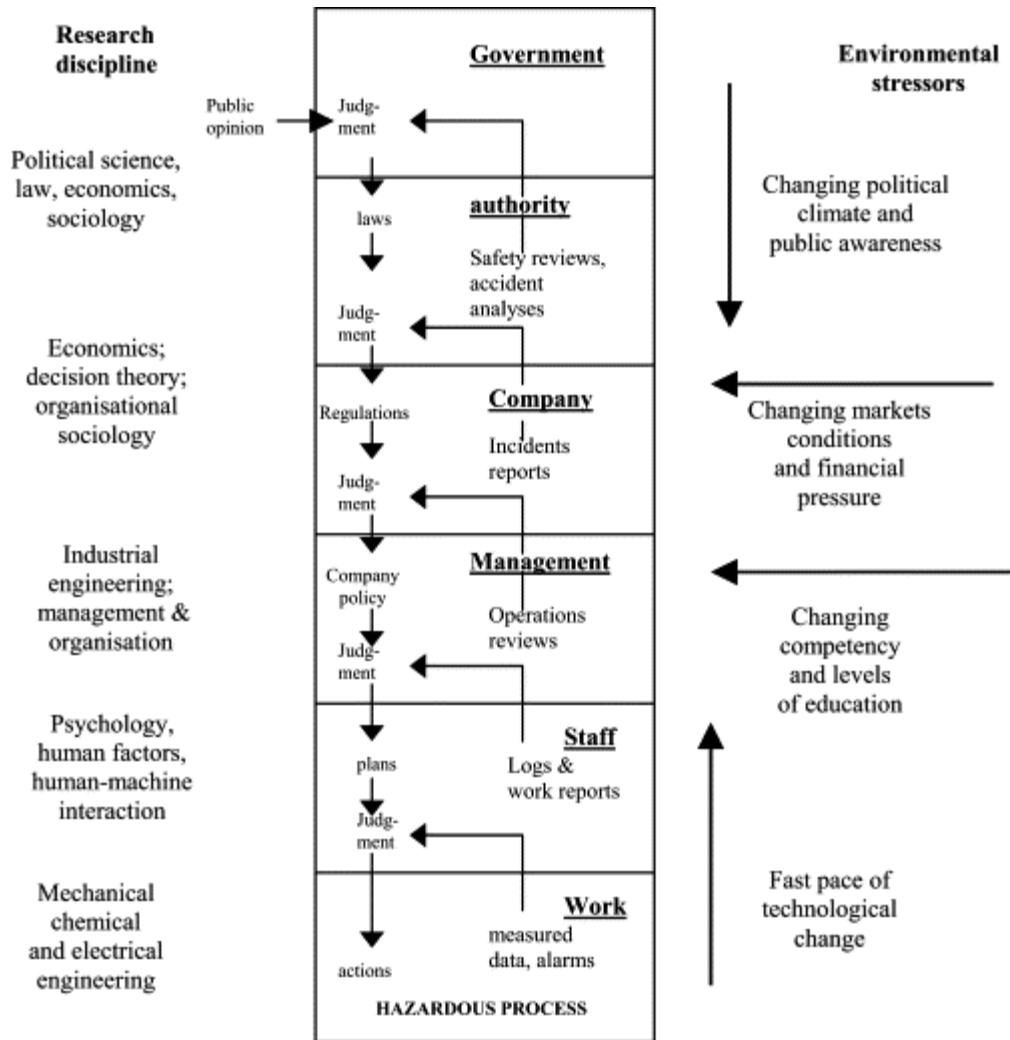 Research
discipline
Government
Environmental
stressors
Public
opinion
Judg-
ment
Political science,
law, economics,
sociology
authority
laws
Safety reviews,
accident
analyses
Judg-
ment
Changing political
climate and
public awareness
Economics;
decision theory;
organisational
sociology
Company
Regulations
Incidents
reports
Judg-
ment
Changing markets
conditions
and financial
pressure
Industrial
engineering;
management &
organisation
Management
Company
policy
Operations
reviews
Judg-
ment
Changing
competency
and levels
of education
Psychology,
human factors,
human-machine
interaction
Staff
plans
Logs &
work reports
Judg-
ment
Mechanical
chemical
and electrical
engineering
Work
measured
data, alarms
actions
HAZARDOUS PROCESS
Fast pace of
technological
change